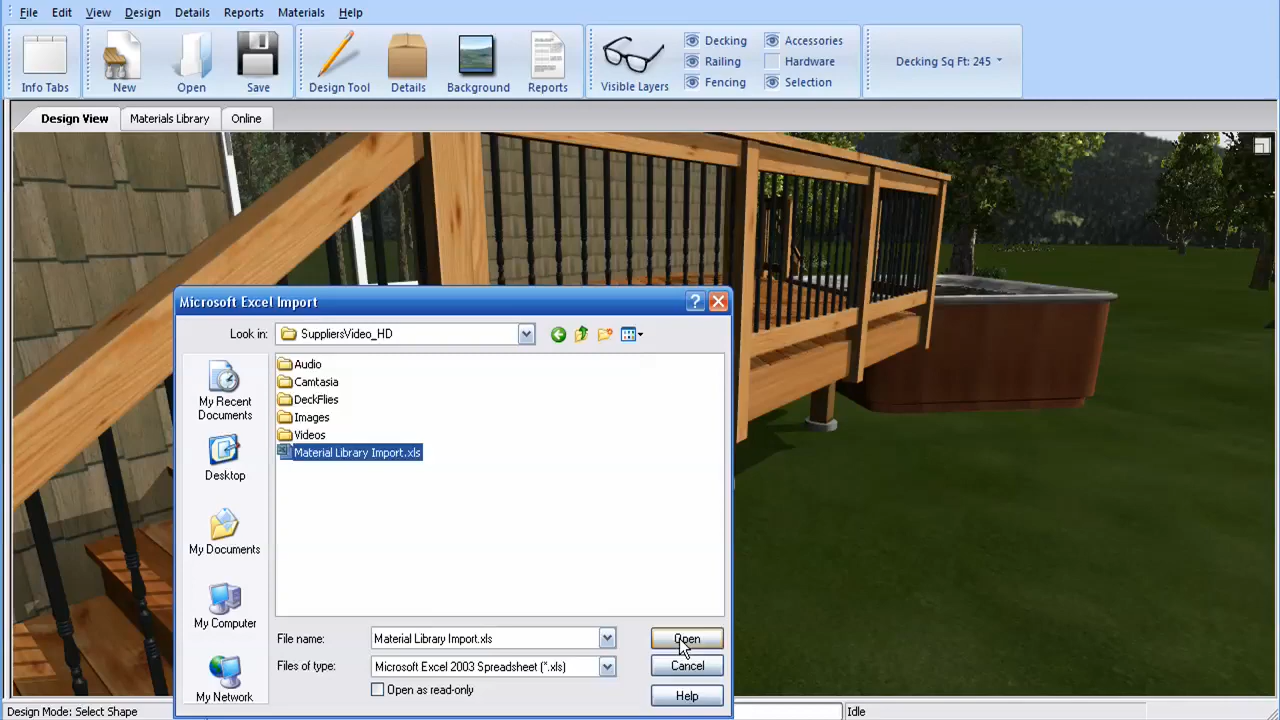 File Edit View Design Details Reports Materials Help
Info Tabs New Open Save Design Tool Details Background Reports Visible Layers
Decking Accessories
Railing Hardware
Fencing Selection
Decking Sq Ft: 245
Design View Materials Library Online
Microsoft Excel Import
Look in: SuppliersVideo_HD
My Recent Documents
Desktop
My Documents
My Computer
My Network
Audio
Camtasia
DeckFlies
Images
Videos
Material Library Import.xls
File name: Material Library Import.xls Open
Files of type: Microsoft Excel 2003 Spreadsheet (*.xls) Cancel
Open as read-only Help
Design Mode: Select Shape Idle